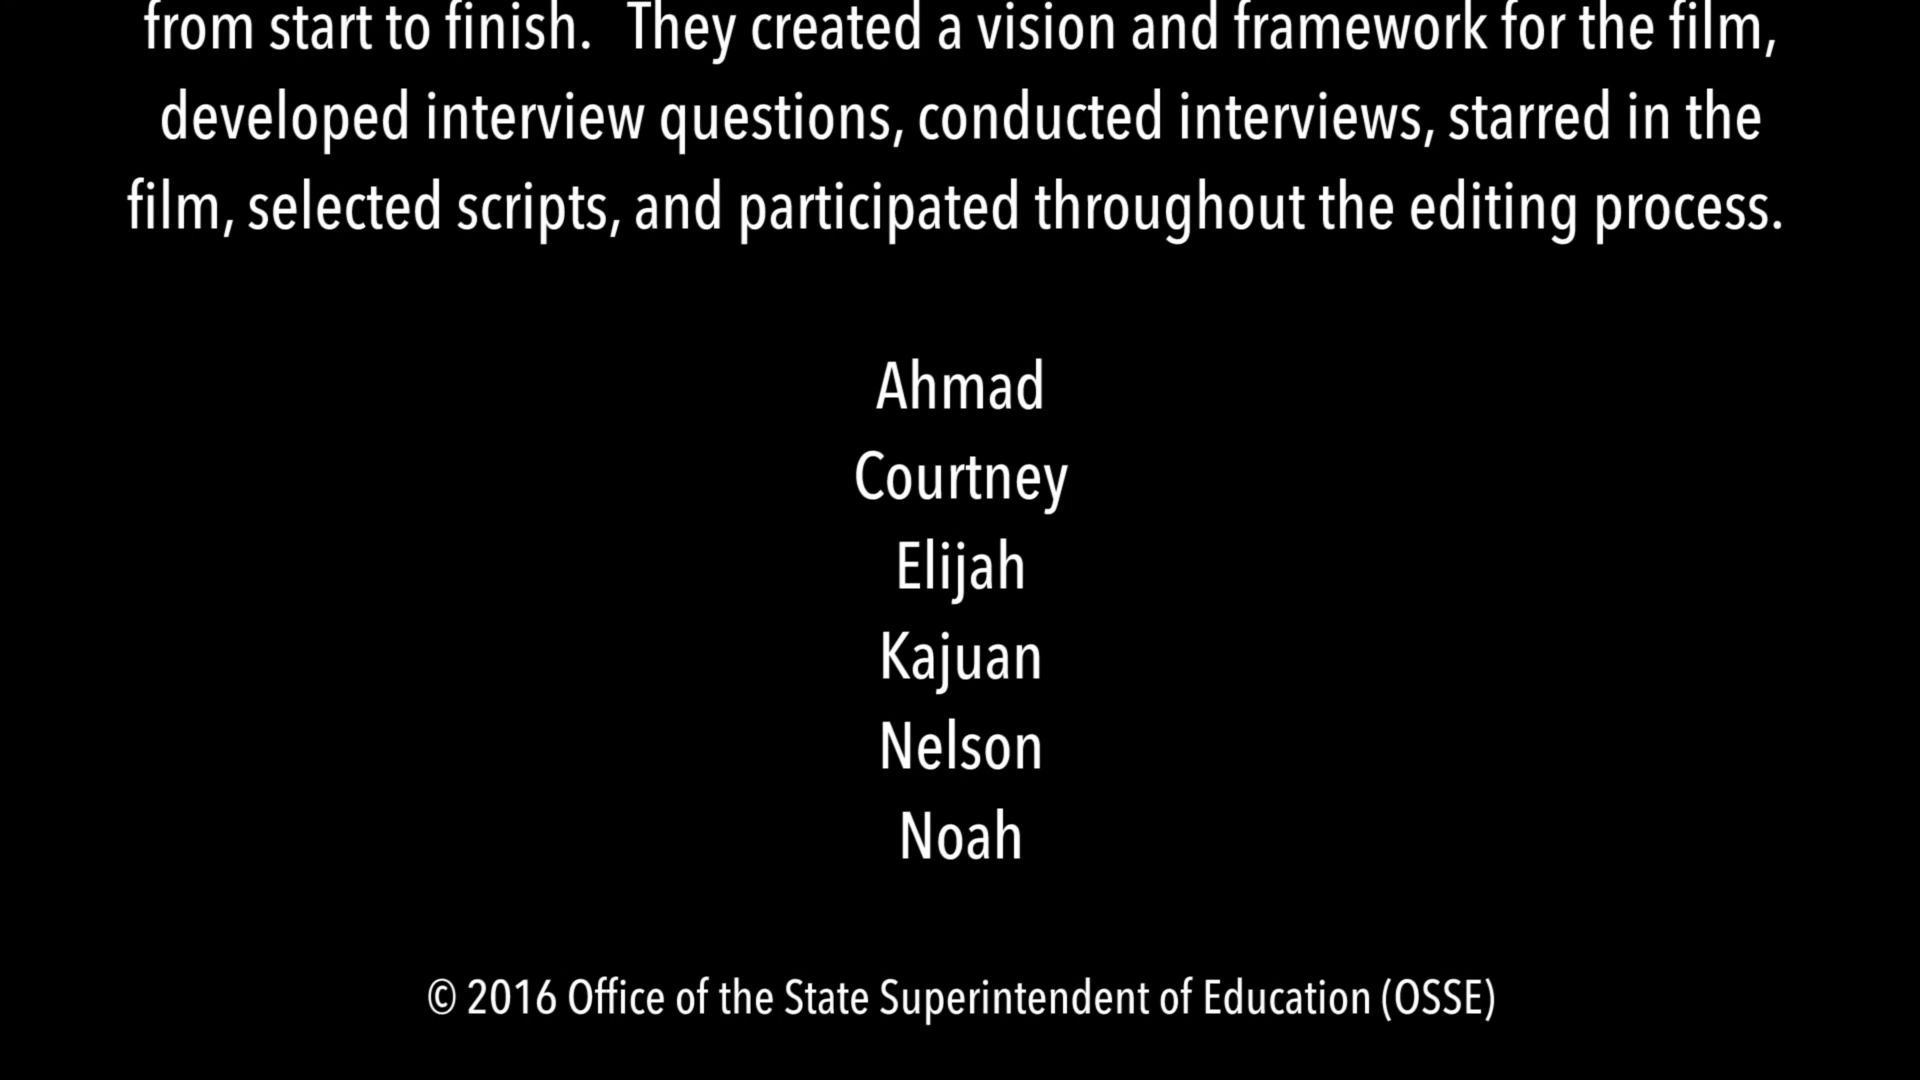 from start to finish.  They created a vision and framework for the film,
developed interview questions, conducted interviews, starred in the
film, selected scripts, and participated throughout the editing process.
Ahmad
Courtney
Elijah
Kajuan
Nelson
Noah
© 2016 Office of the State Superintendent of Education (OSSE)